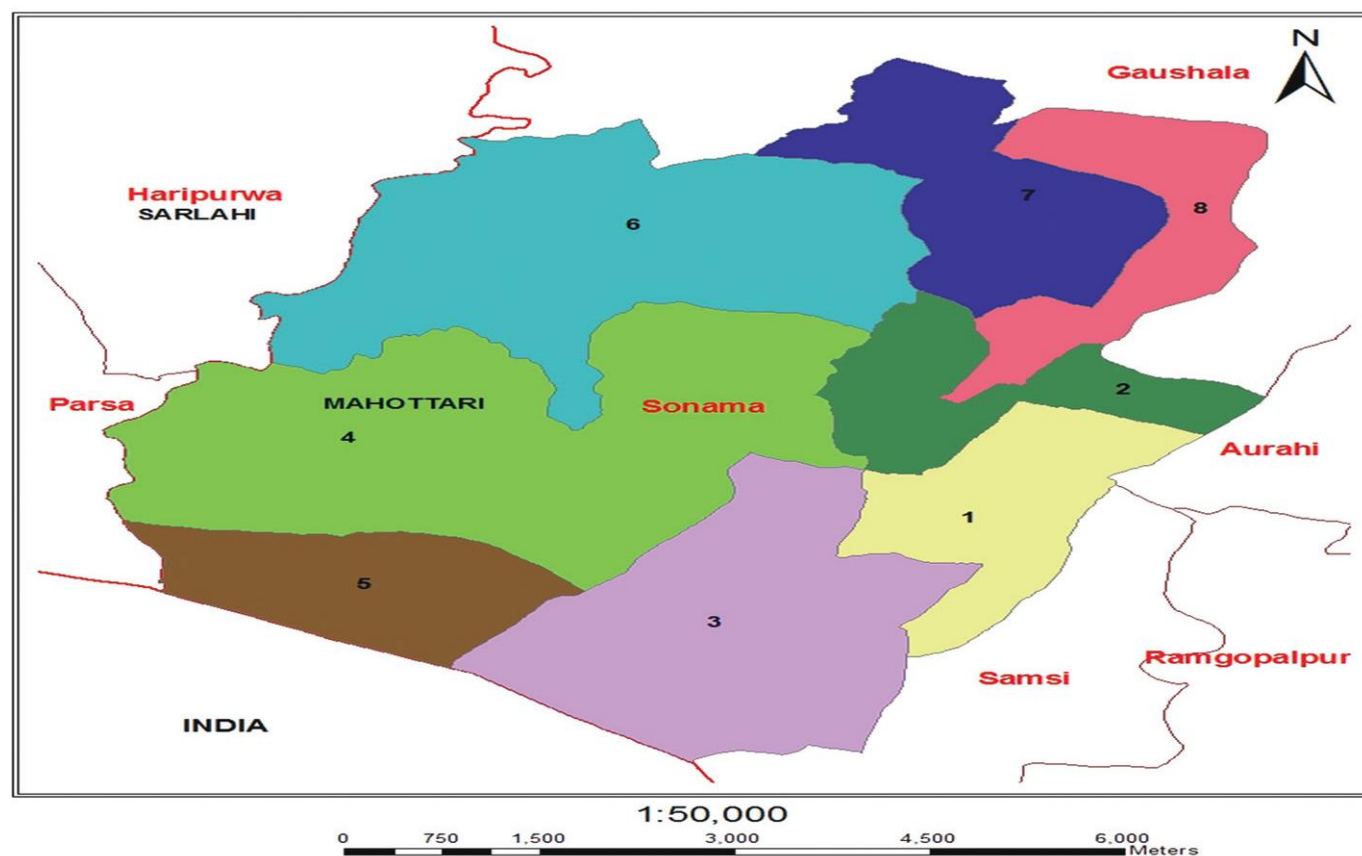 N
Gaushala
Haripurwa
SARLAHI
7
8
6
Parsa
MAHOTTARI
Sonama
2
4
Aurahi
1
5
3
Ramgopalpur
Samsi
INDIA
1:50,000
0 750 1,500 3,000 4,500 6,000
Meters